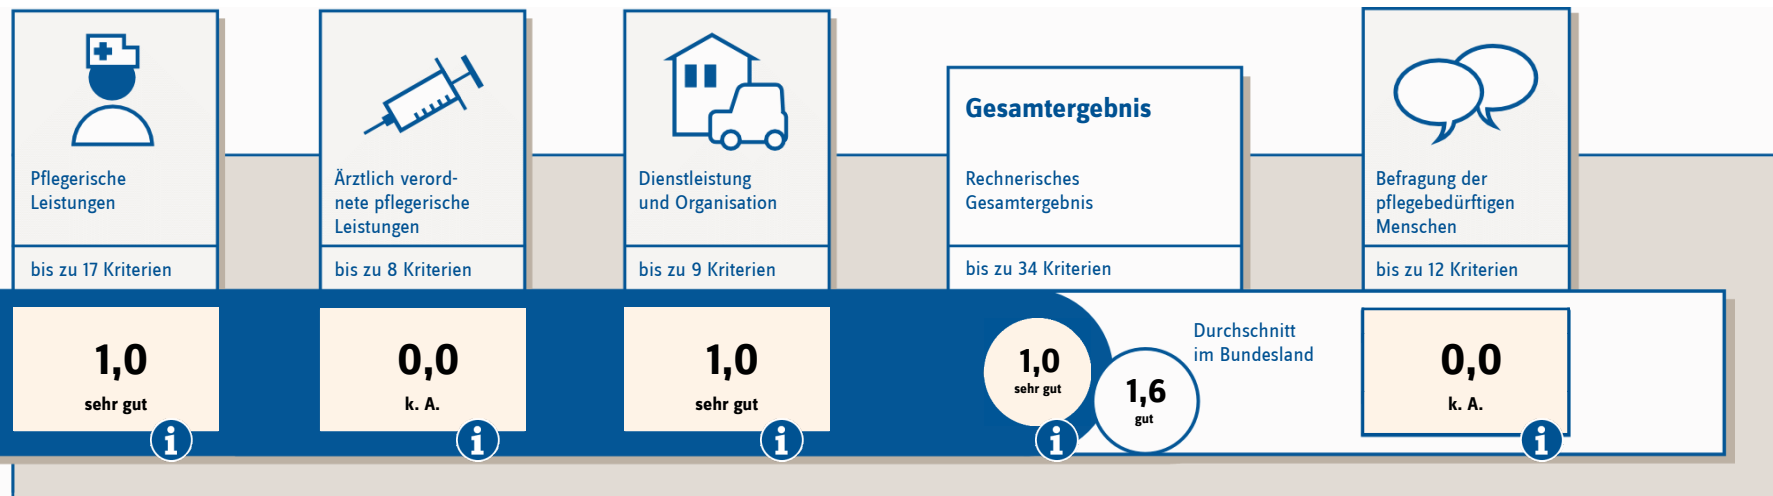 Pflegerische
Leistungen
bis zu 17 Kriterien
1,0
sehr gut
i
Ärztlich verord-
nete pflegerische
Leistungen
bis zu 8 Kriterien
0,0
k. A.
i
Dienstleistung
und Organisation
bis zu 9 Kriterien
1,0
sehr gut
i
Gesamtergebnis
Rechnerisches
Gesamtergebnis
bis zu 34 Kriterien
1,0
sehr gut
i
1,6
gut
Durchschnitt
im Bundesland
Befragung der
pflegebedürftigen
Menschen
bis zu 12 Kriterien
0,0
k. A.
i